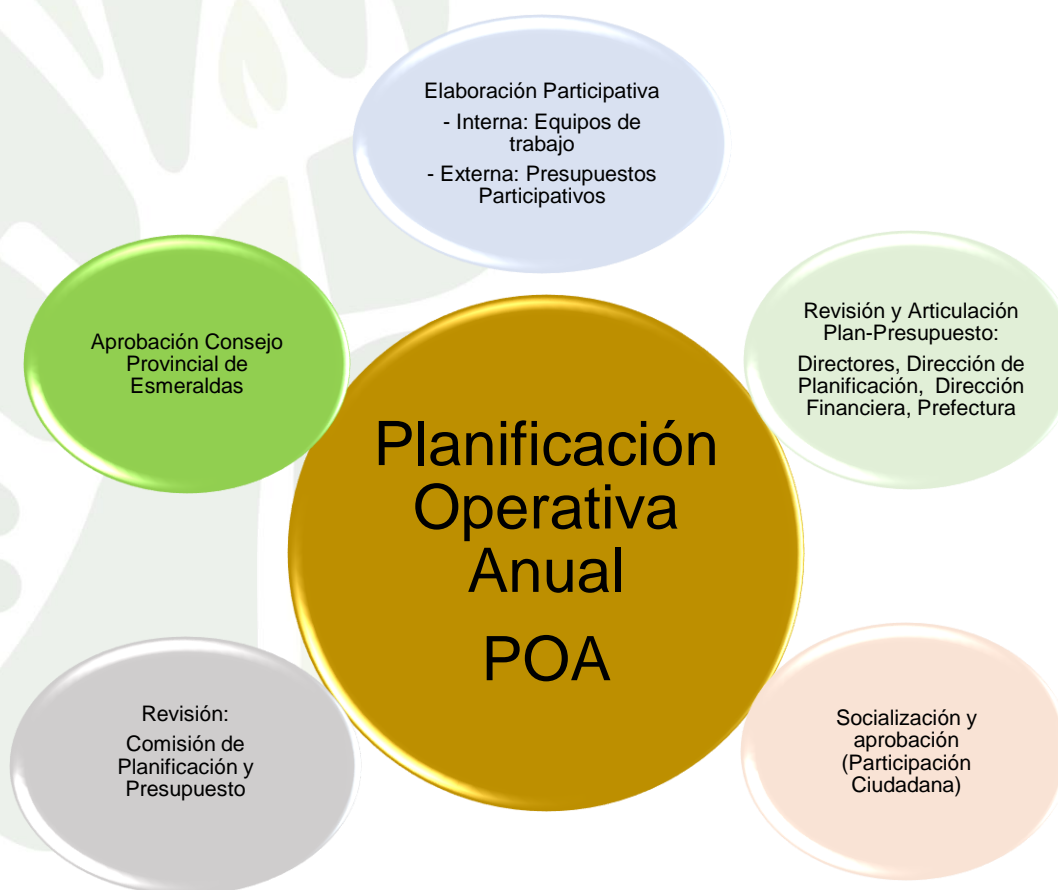 Elaboración Participativa
- Interna: Equipos de
trabajo
- Externa: Presupuestos
Participativos
Revisión y Articulación
Plan-Presupuesto:
Directores, Dirección de
Planificación, Dirección
Financiera, Prefectura
Socialización y
aprobación
(Participación
Ciudadana)
Revisión:
Comisión de
Planificación y
Presupuesto
Aprobación Consejo
Provincial de
Esmeraldas
Planificación
Operativa
Anual
POA